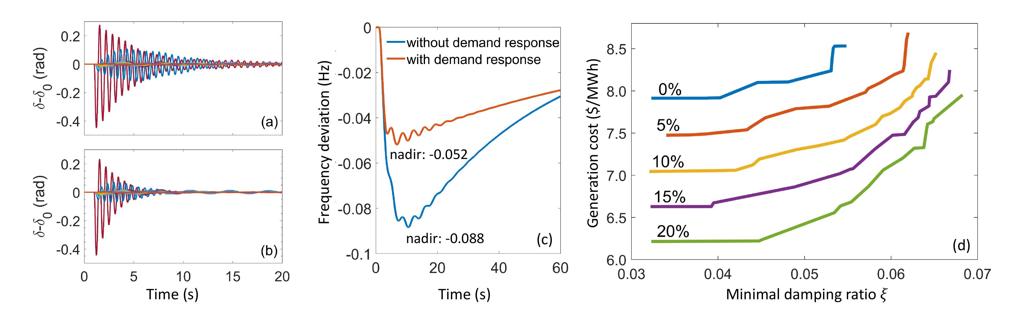 0.2
0
-0.2
-0.4
δ-δ0 (rad)
(a)
0.2
0
-0.2
-0.4
δ-δ0 (rad)
(b)
0 5 10 15 20
Time (s)
0
-0.02
-0.04
-0.06
-0.08
-0.1
Frequency deviation (Hz)
without demand response
with demand response
nadir: -0.052
nadir: -0.088
(c)
0 20 40 60
Time (s)
8.5
8.0
7.5
7.0
6.5
6.0
Generation cost ($/MWh)
0%
5%
10%
15%
20%
(d)
0.03 0.04 0.05 0.06 0.07
Minimal damping ratio ξ